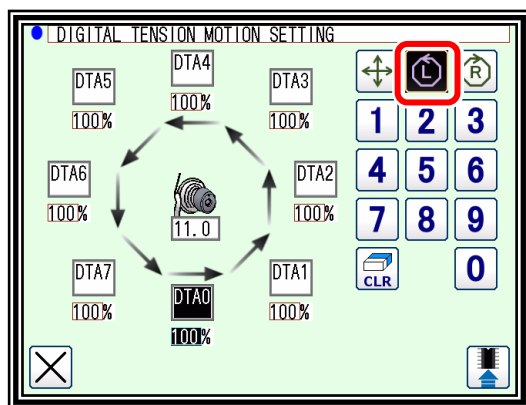 DIGITAL TENSION MOTION SETTING
DTA4
100%
DTA5
100%
DTA3
100%
L
R
1 2 3
DTA6
100%
11.0
DTA2
100%
4 5 6
7 8 9
DTA7
100%
DTA0
100%
DTA1
100%
CLR
0